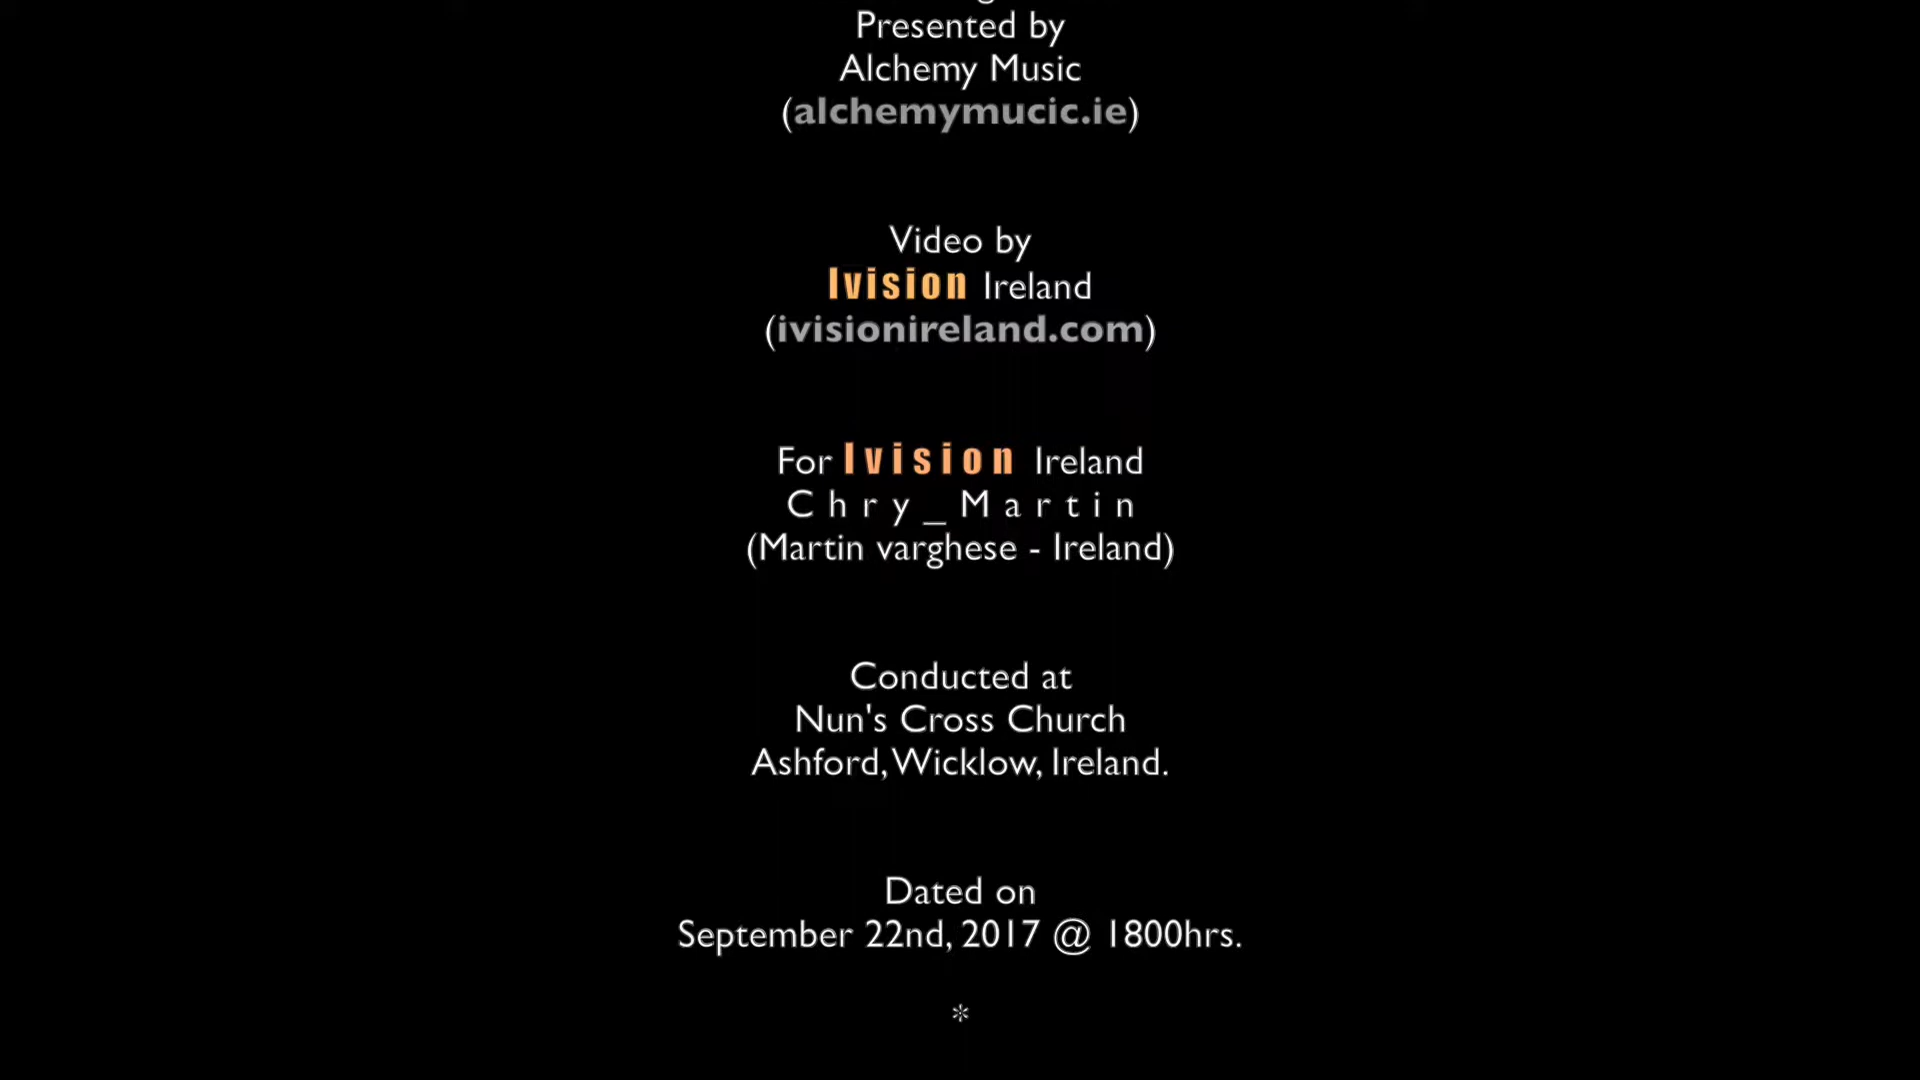 Presented by
Alchemy Music
(alchemymucic.ie)
Video by
Ivision Ireland
(ivisionireland.com)
For Ivision Ireland
Chry_Martin
(Martin varghese - Ireland)
Conducted at
Nun's Cross Church
Ashford, Wicklow, Ireland.
Dated on
September 22nd, 2017 @ 1800hrs.
*